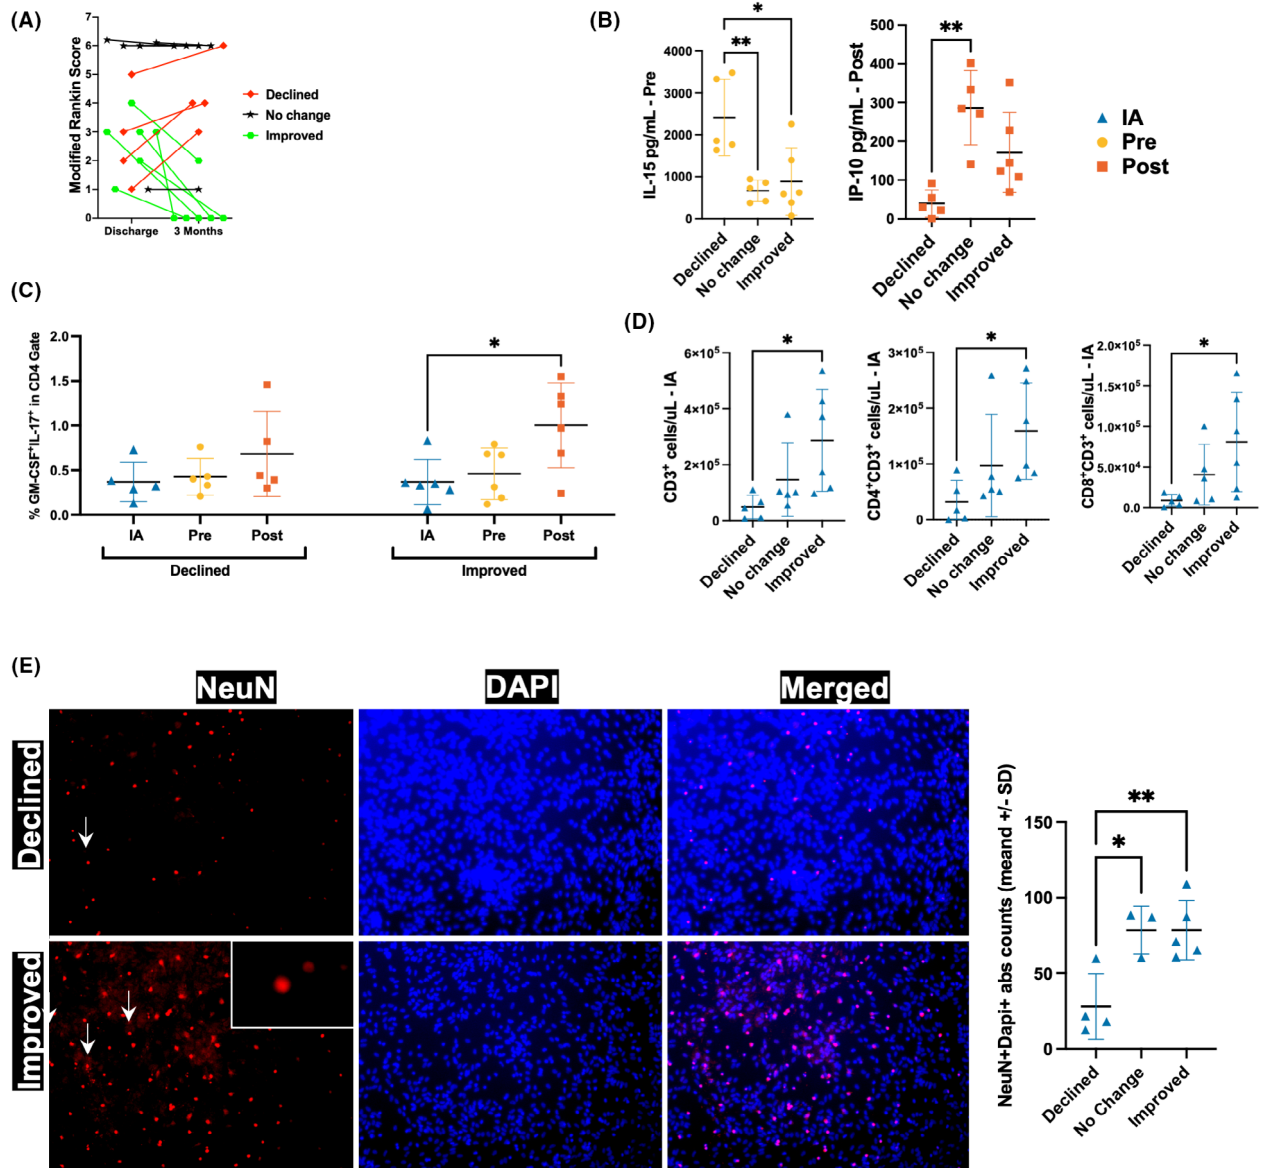 (A)
Modified Rankin Score
7
6
5
4
3
2
1
0
Discharge 3 Months
Declined
No change
Improved
(B)
IL-15 pg/mL - Pre
4000
3000
2000
1000
0
*
**
Declined
No change
Improved
IP-10 pg/mL - Post
500
400
300
200
100
0
**
Declined
No change
Improved
IA
Pre
Post
(C)
% GM-CSF⁺IL-17⁺ in CD4 Gate
2.0
1.5
1.0
0.5
0.0
*
IA Pre Post IA Pre Post
Declined Improved
(D)
CD3⁺ cells/uL - IA
6×10⁵
4×10⁵
2×10⁵
0
*
Declined
No change
Improved
CD4⁺CD3⁺ cells/uL - IA
3×10⁵
2×10⁵
1×10⁵
0
*
Declined
No change
Improved
CD8⁺CD3⁺ cells/uL - IA
2.0×10⁵
1.5×10⁵
1.0×10⁵
5.0×10⁴
0.0
*
Declined
No change
Improved
(E)
NeuN DAPI Merged
Declined
Improved
NeuN+Dapi+ abs counts (meand +/- SD)
150
100
50
0
**
*
Declined
No Change
Improved